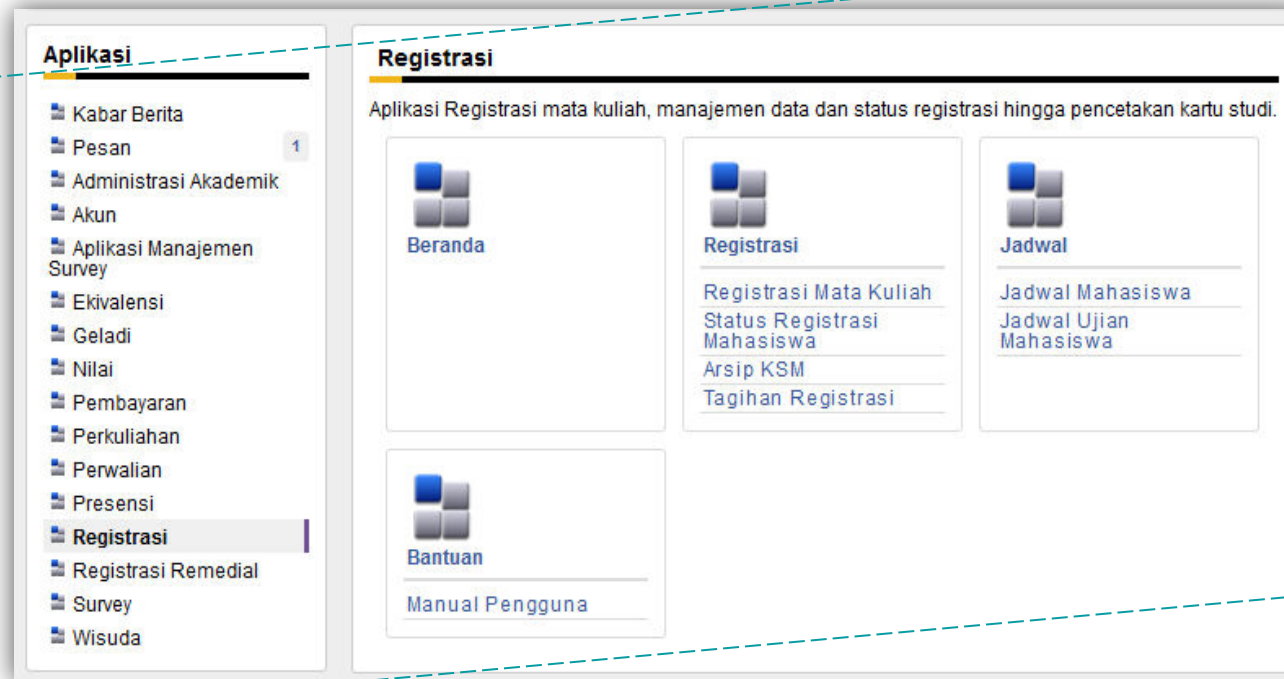 Aplikasi
Kabar Berita
Pesan 1
Administrasi Akademik
Akun
Aplikasi Manajemen
Survey
Ekivalensi
Geladi
Nilai
Pembayaran
Perkuliahan
Perwalian
Presensi
Registrasi
Registrasi Remedial
Survey
Wisuda
Registrasi
Aplikasi Registrasi mata kuliah, manajemen data dan status registrasi hingga pencetakan kartu studi.
Beranda
Registrasi
Registrasi Mata Kuliah
Status Registrasi
Mahasiswa
Arsip KSM
Tagihan Registrasi
Jadwal
Jadwal Mahasiswa
Jadwal Ujian
Mahasiswa
Bantuan
Manual Pengguna